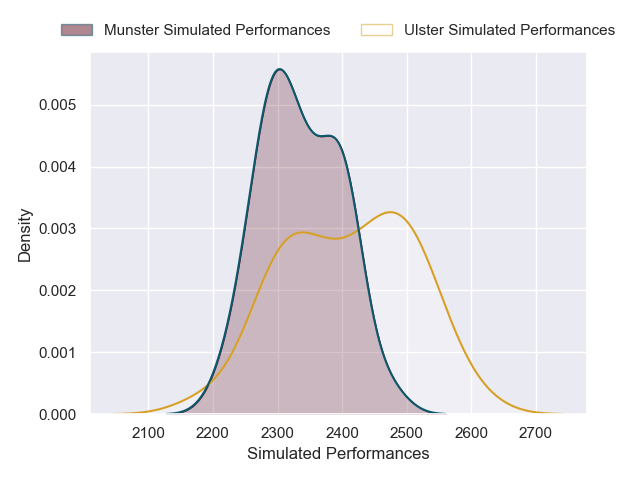 Munster Simulated Performances Ulster Simulated Performances
0.005
0.004
0.003
0.002
0.001
0.000
Density
2100 2200 2300 2400 2500 2600 2700
Simulated Performances